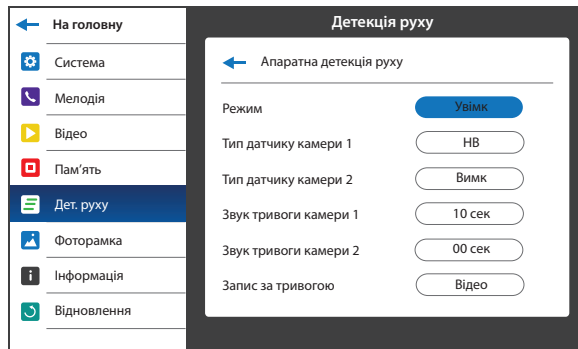 На головну
Система
Мелодія
Відео
Пам'ять
Дет. руху
Фоторамка
Інформація
Відновлення
Детекція руху
Апаратна детекція руху
Режим Увімк
Тип датчику камери 1 НВ
Тип датчику камери 2 Вимк
Звук тривоги камери 1 10 сек
Звук тривоги камери 2 00 сек
Запис за тривогою Відео